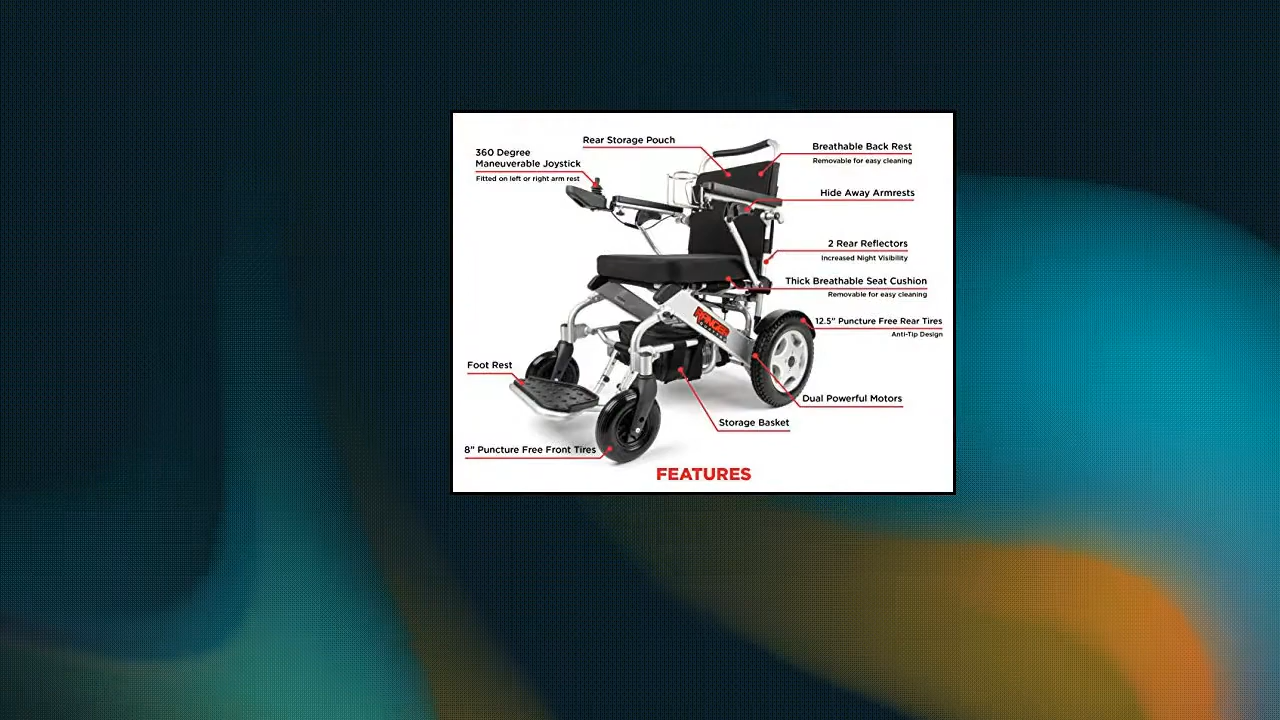 Rear Storage Pouch
360 Degree
Maneuverable Joystick
Fitted on left or right arm rest
Breathable Back Rest
Removable for easy cleaning
Hide Away Armrests
2 Rear Reflectors
Increased Night Visibility
Thick Breathable Seat Cushion
Removable for easy cleaning
RANGER
12.5" Puncture Free Rear Tires
Anti-Tip Design
Foot Rest
Dual Powerful Motors
Storage Basket
8" Puncture Free Front Tires
FEATURES